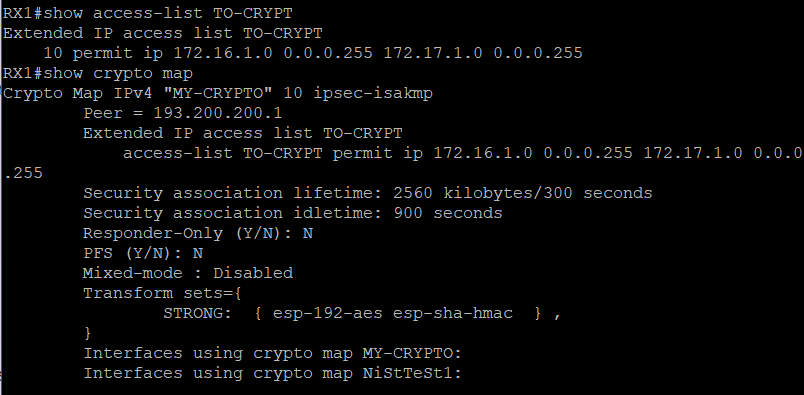 RX1#show access-list TO-CRYPT
Extended IP access list TO-CRYPT
    10 permit ip 172.16.1.0 0.0.0.255 172.17.1.0 0.0.0.255
RX1#show crypto map
Crypto Map IPv4 "MY-CRYPTO" 10 ipsec-isakmp
        Peer = 193.200.200.1
        Extended IP access list TO-CRYPT
            access-list TO-CRYPT permit ip 172.16.1.0 0.0.0.255 172.17.1.0 0.0.0
.255
        Security association lifetime: 2560 kilobytes/300 seconds
        Security association idletime: 900 seconds
        Responder-Only (Y/N): N
        PFS (Y/N): N
        Mixed-mode : Disabled
        Transform sets={
                STRONG:  { esp-192-aes esp-sha-hmac  } ,
        }
        Interfaces using crypto map MY-CRYPTO:
        Interfaces using crypto map NiStTeSt1: